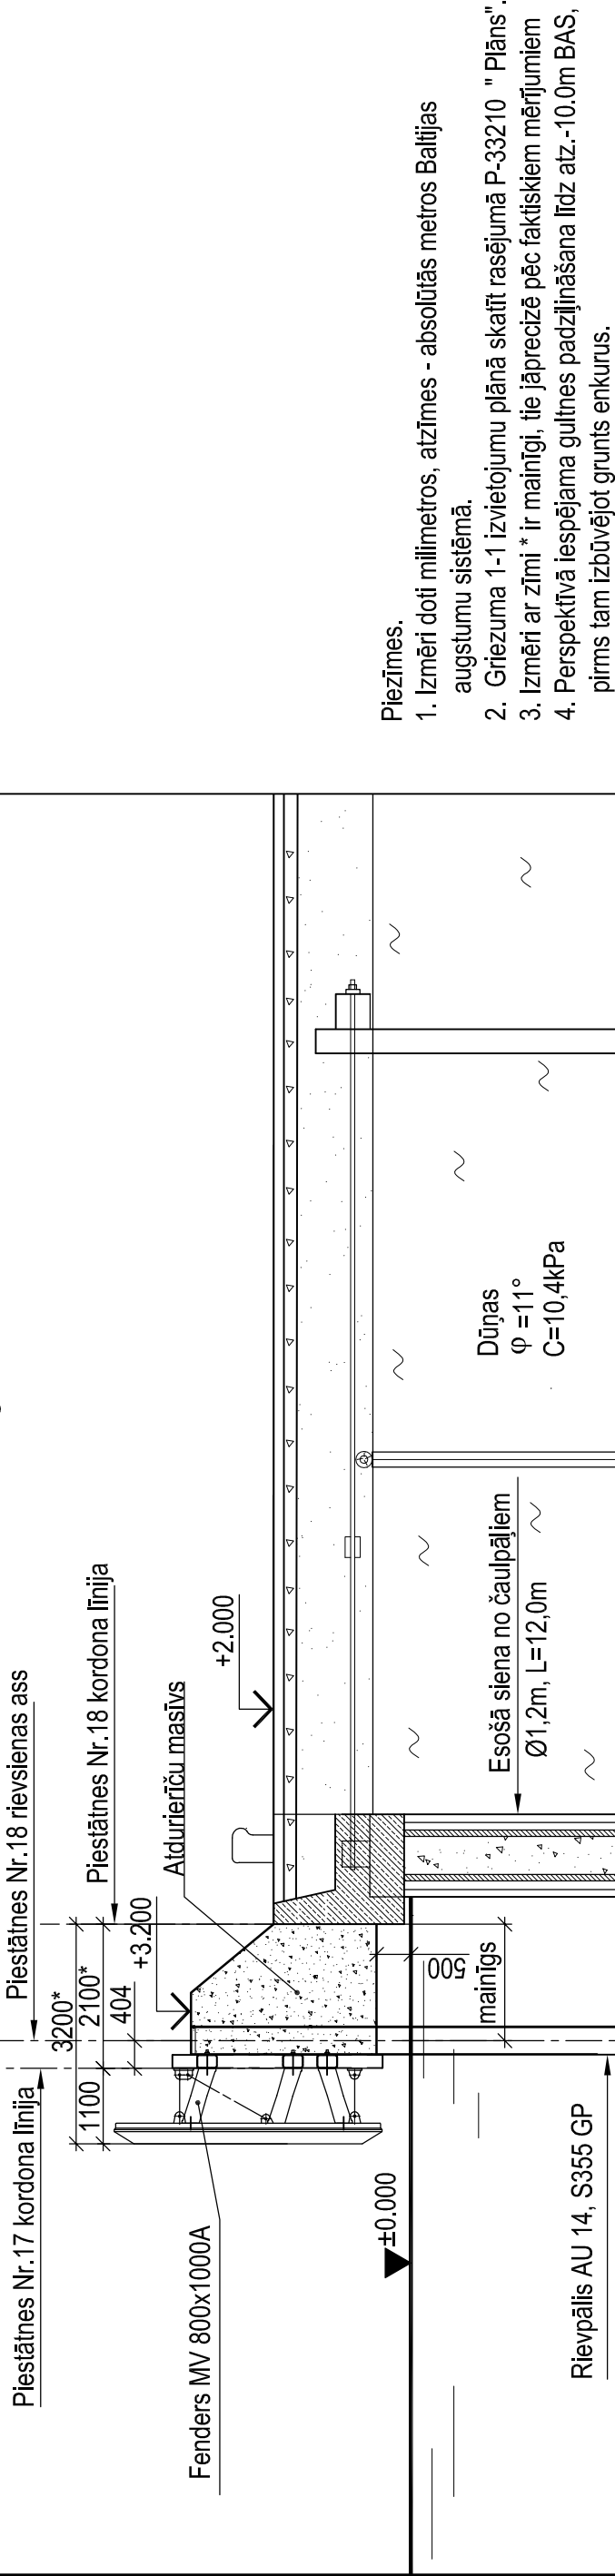 Piestātnes Nr.17 kordona līnija
Piestātnes Nr.18 rievsienas ass
Piestātnes Nr.18 kordona līnija
3200*
1100
2100*
404
+3.200
Atdurierīču masīvs
+2.000
Fenders MV 800x1000A
±0.000
500
mainīgs
Esošā siena no čaulpāļiem
Ø1,2m, L=12,0m
Dūņas
φ =11°
C=10,4kPa
Rievpālis AU 14, S355 GP
Piezīmes.
1. Izmēri doti milimetros, atzīmes - absolūtās metros Baltijas
augstumu sistēmā.
2. Griezuma 1-1 izvietojumu plānā skatīt rasējumā P-33210 " Plāns".
3. Izmēri ar zīmi * ir mainīgi, tie jāprecizē pēc faktiskiem mērījumiem
4. Perspektīvā iespējama gultnes padziļināšana līdz atz.-10.0m BAS,
pirms tam izbūvējot grunts enkurus.